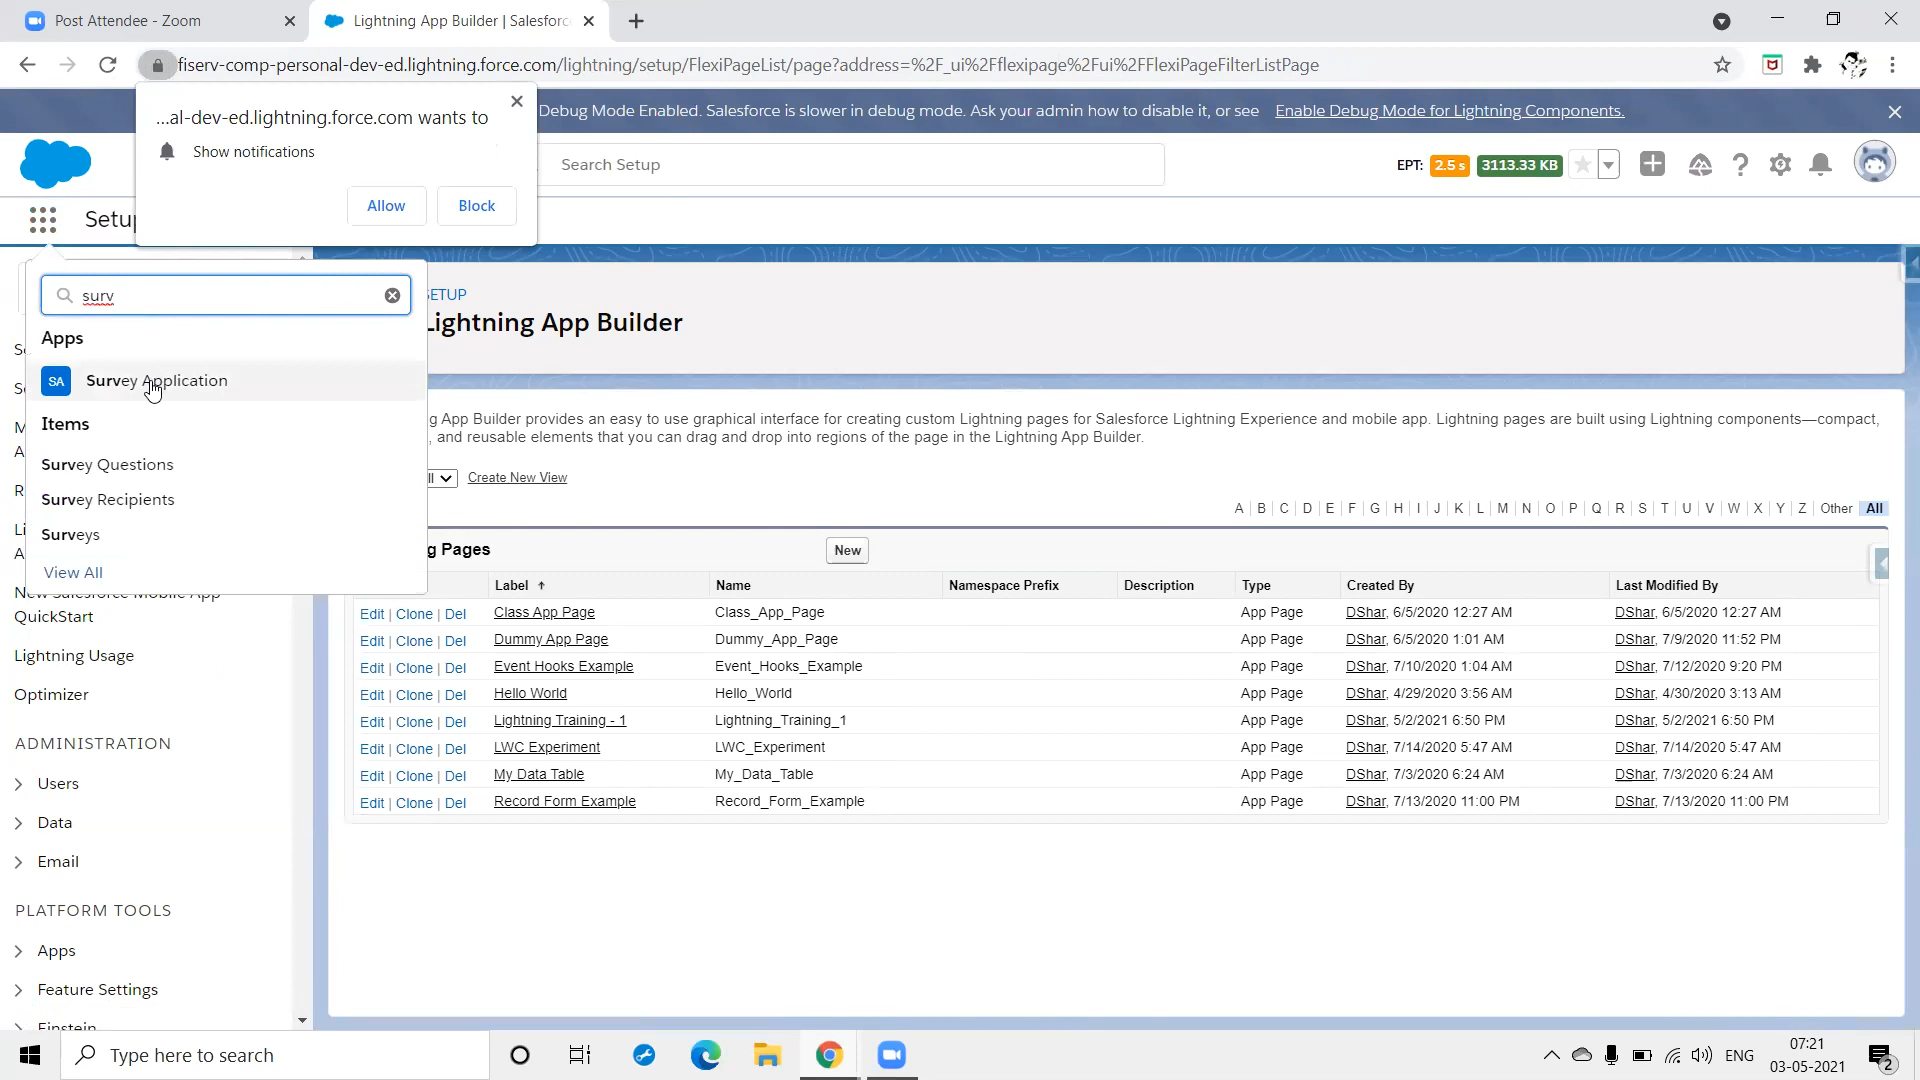 Post Attendee - Zoom
Lightning App Builder | Salesforc
fiserv-comp-personal-dev-ed.lightning.force.com/lightning/setup/FlexiPageList/page?address=%2F_ui%2Fflexipage%2Fui%2FFlexiPageFilterListPage
...al-dev-ed.lightning.force.com wants to
Show notifications
Allow
Block
Debug Mode Enabled. Salesforce is slower in debug mode. Ask your admin how to disable it, or see Enable Debug Mode for Lightning Components.
Search Setup
EPT: 2.5 s 3113.33 KB
Setup
surv
Apps
SA Survey Application
Items
Survey Questions
Survey Recipients
Surveys
View All
SETUP
Lightning App Builder
g App Builder provides an easy to use graphical interface for creating custom Lightning pages for Salesforce Lightning Experience and mobile app. Lightning pages are built using Lightning components—compact,
, and reusable elements that you can drag and drop into regions of the page in the Lightning App Builder.
ll Create New View
A | B | C | D | E | F | G | H | I | J | K | L | M | N | O | P | Q | R | S | T | U | V | W | X | Y | Z | Other All
g Pages New
Label Name Namespace Prefix Description Type Created By Last Modified By
Edit | Clone | Del Class App Page Class_App_Page App Page DShar, 6/5/2020 12:27 AM DShar, 6/5/2020 12:27 AM
Edit | Clone | Del Dummy App Page Dummy_App_Page App Page DShar, 6/5/2020 1:01 AM DShar, 7/9/2020 11:52 PM
Edit | Clone | Del Event Hooks Example Event_Hooks_Example App Page DShar, 7/10/2020 1:04 AM DShar, 7/12/2020 9:20 PM
Edit | Clone | Del Hello World Hello_World App Page DShar, 4/29/2020 3:56 AM DShar, 4/30/2020 3:13 AM
Edit | Clone | Del Lightning Training - 1 Lightning_Training_1 App Page DShar, 5/2/2021 6:50 PM DShar, 5/2/2021 6:50 PM
Edit | Clone | Del LWC Experiment LWC_Experiment App Page DShar, 7/14/2020 5:47 AM DShar, 7/14/2020 5:47 AM
Edit | Clone | Del My Data Table My_Data_Table App Page DShar, 7/3/2020 6:24 AM DShar, 7/3/2020 6:24 AM
Edit | Clone | Del Record Form Example Record_Form_Example App Page DShar, 7/13/2020 11:00 PM DShar, 7/13/2020 11:00 PM
New Salesforce Mobile App
QuickStart
Lightning Usage
Optimizer
ADMINISTRATION
Users
Data
Email
PLATFORM TOOLS
Apps
Feature Settings
Einstein
Type here to search
ENG
07:21
03-05-2021
2